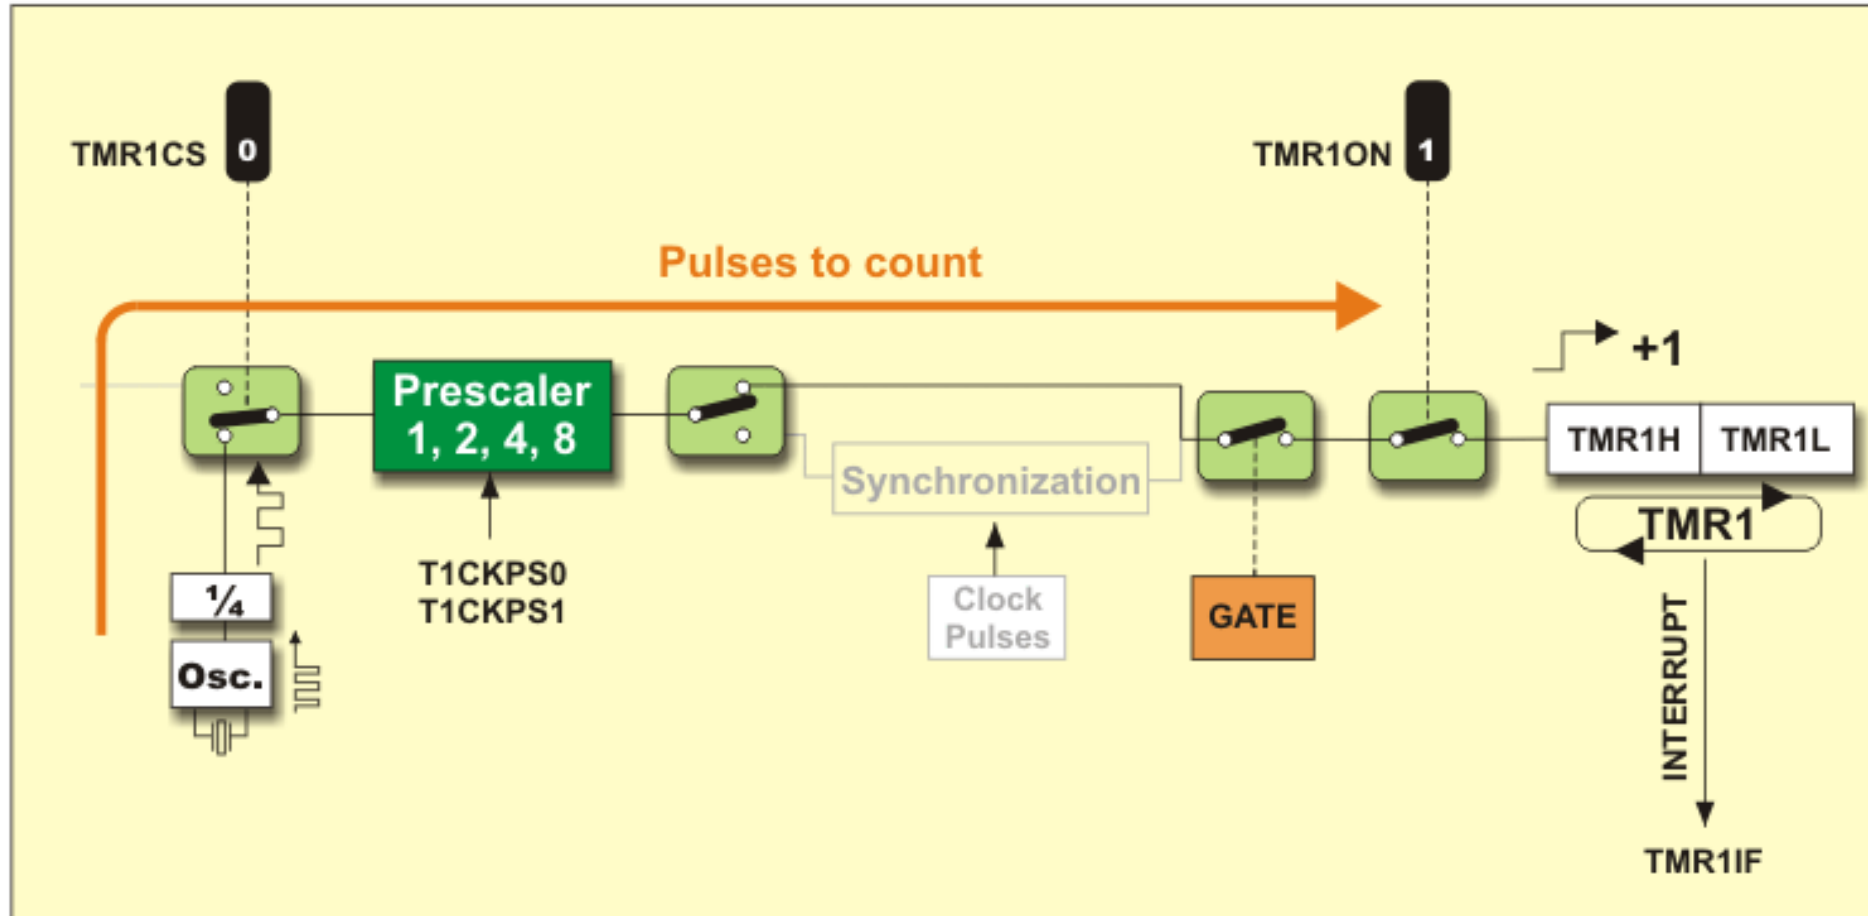 TMR1CS
0
TMR1ON
1
Pulses to count
+1
Prescaler
1, 2, 4, 8
TMR1H
TMR1L
Synchronization
TMR1
T1CKPS0
T1CKPS1
¼
Clock
Pulses
GATE
Osc.
INTERRUPT
TMR1IF